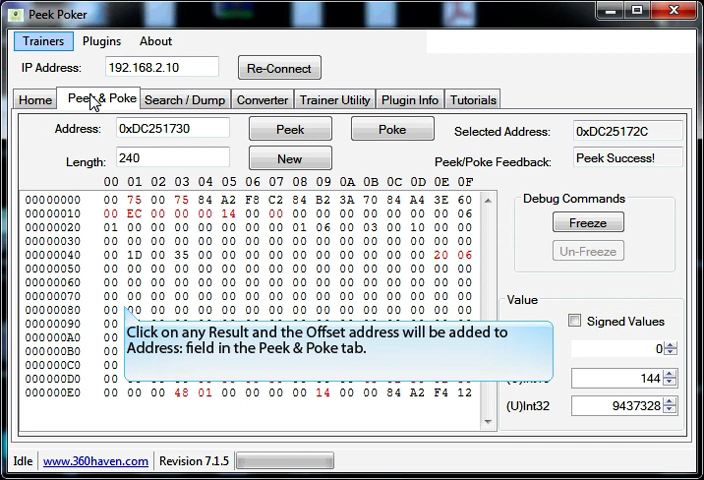 Peek Poker
Trainers Plugins About
IP Address: 192.168.2.10 Re-Connect
Home Peek & Poke Search / Dump Converter Trainer Utility Plugin Info Tutorials
Address: 0xDC251730 Peek Poke Selected Address: 0xDC25172C
Length: 240 New Peek/Poke Feedback: Peek Success!
00 01 02 03 04 05 06 07 08 09 0A 0B 0C 0D 0E 0F
00000000 00 75 00 75 84 A2 F8 C2 84 B2 3A 70 84 A4 3E 60
00000010 00 EC 00 00 00 14 00 00 00 00 00 00 00 00 00 06
00000020 01 00 00 00 00 00 00 00 01 06 00 03 00 10 00 00
00000030 00 00 00 00 00 00 00 00 00 00 00 00 00 00 00 00
00000040 00 1D 00 35 00 00 00 00 00 00 00 00 00 00 20 06
00000050 00 00 00 00 00 00 00 00 00 00 00 00 00 00 00 00
00000060 00 00 00 00 00 00 00 00 00 00 00 00 00 00 00 00
00000070 00 00 00 00 00 00 00 00 00 00 00 00 00 00 00 00
00000080 00 00 00 00 00 00 00 00 00 00 00 00 00 00 00 00
00000090
000000A0
000000B0
000000C0
000000D0
000000E0 00 00 00 48 01 00 00 00 00 14 00 00 84 A2 F4 12
Click on any Result and the Offset address will be added to
Address: field in the Peek & Poke tab.
Debug Commands
Freeze
Un-Freeze
Value
Signed Values
0
144
(U)Int32 9437328
Idle www.360haven.com Revision 7.1.5